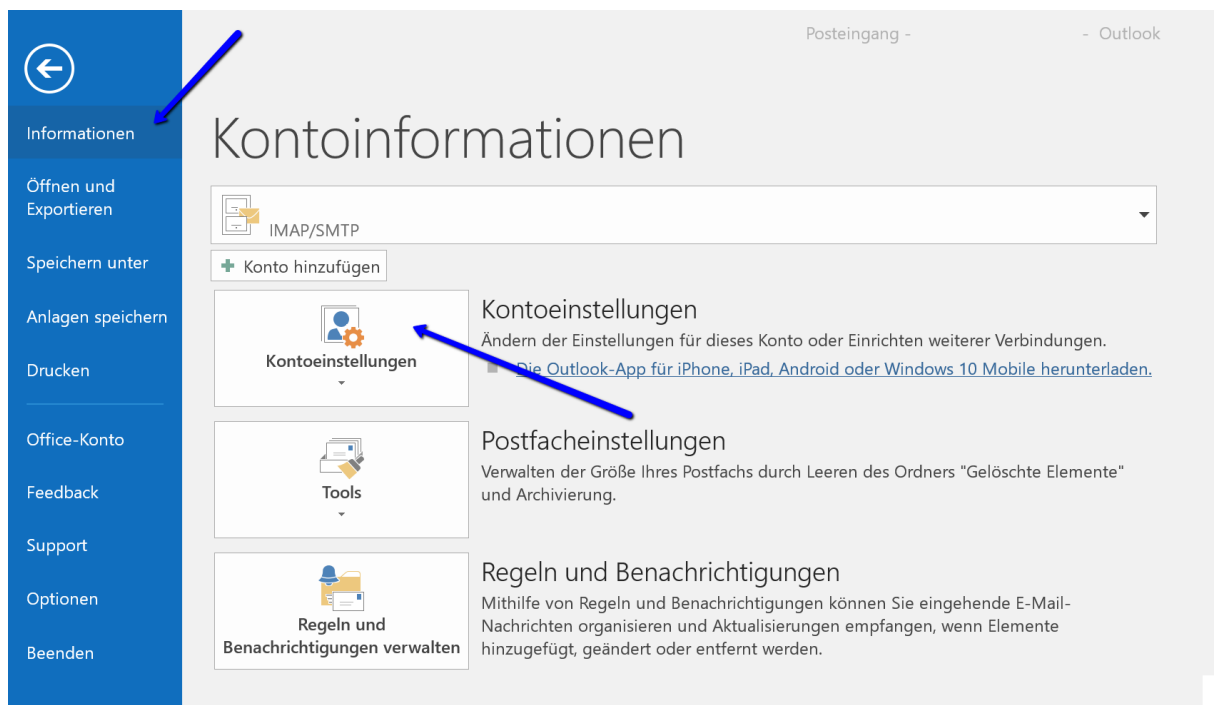 Posteingang - - Outlook
Informationen
Öffnen und
Exportieren
Speichern unter
Anlagen speichern
Drucken
Office-Konto
Feedback
Support
Optionen
Beenden
Kontoinformationen
IMAP/SMTP
Konto hinzufügen
Kontoeinstellungen
Kontoeinstellungen
Ändern der Einstellungen für dieses Konto oder Einrichten weiterer Verbindungen.
Die Outlook-App für iPhone, iPad, Android oder Windows 10 Mobile herunterladen.
Tools
Postfacheinstellungen
Verwalten der Größe Ihres Postfachs durch Leeren des Ordners "Gelöschte Elemente"
und Archivierung.
Regeln und
Benachrichtigungen verwalten
Regeln und Benachrichtigungen
Mithilfe von Regeln und Benachrichtigungen können Sie eingehende E-Mail-
Nachrichten organisieren und Aktualisierungen empfangen, wenn Elemente
hinzugefügt, geändert oder entfernt werden.